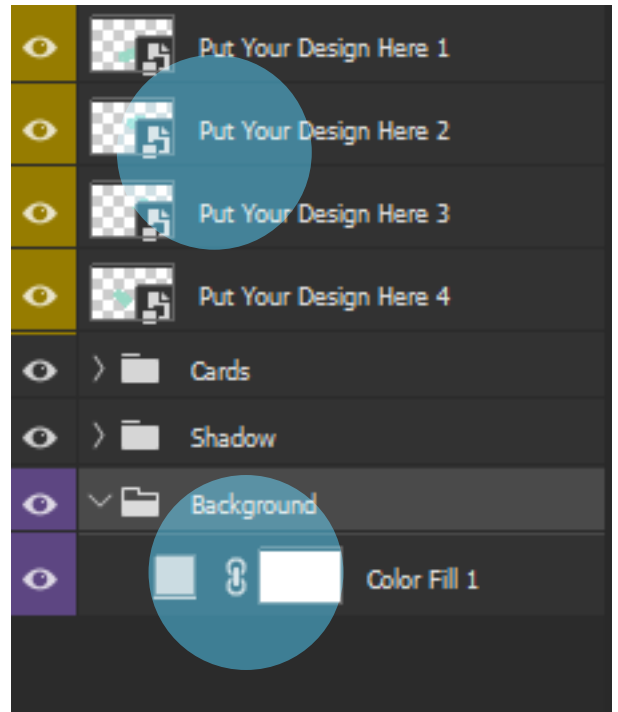 Put Your Design Here 1
Put Your Design Here 2
Put Your Design Here 3
Put Your Design Here 4
Cards
Shadow
Background
Color Fill 1